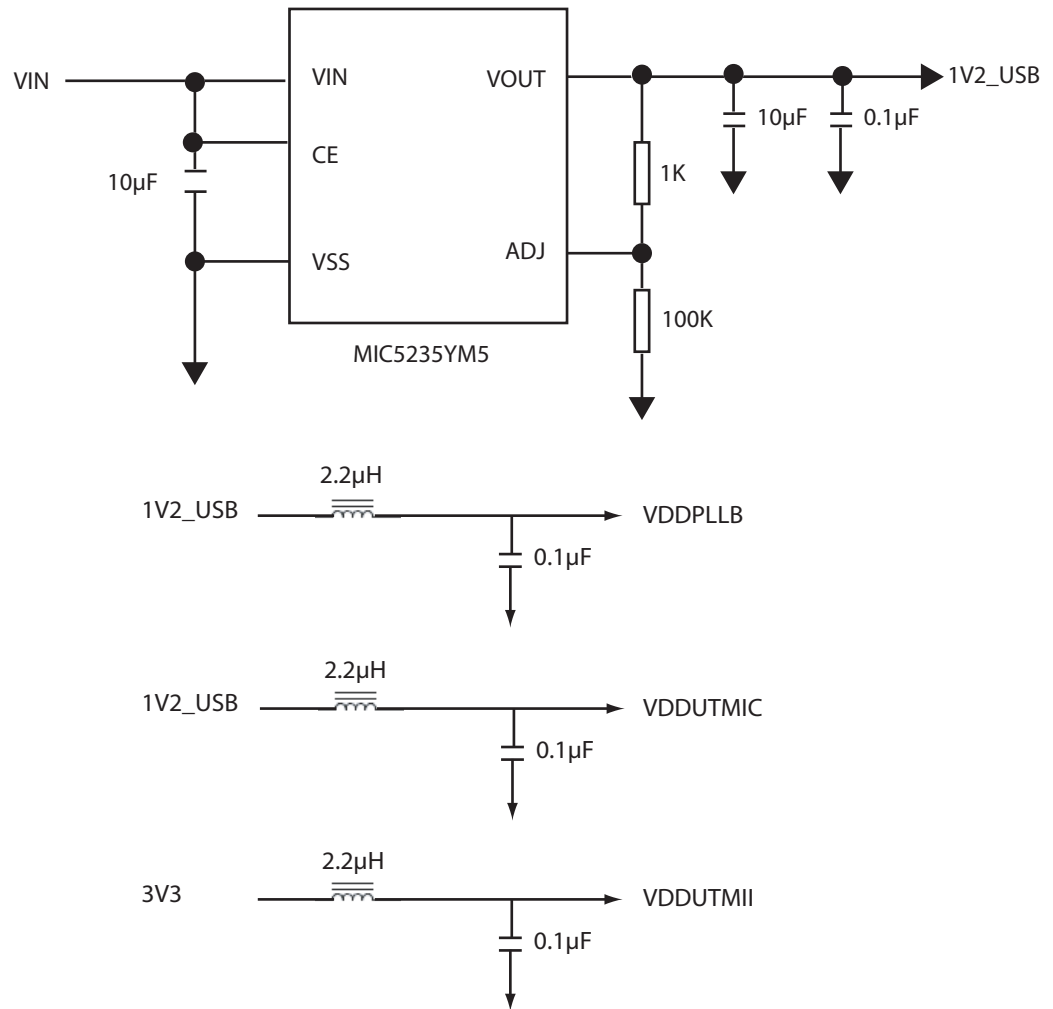 VIN
VIN
VOUT
1V2_USB
10µF
0.1µF
CE
10µF
1K
VSS
ADJ
100K
MIC5235YM5
2.2µH
1V2_USB
VDDPLLB
0.1µF
2.2µH
1V2_USB
VDDUTMIC
0.1µF
2.2µH
3V3
VDDUTMII
0.1µF